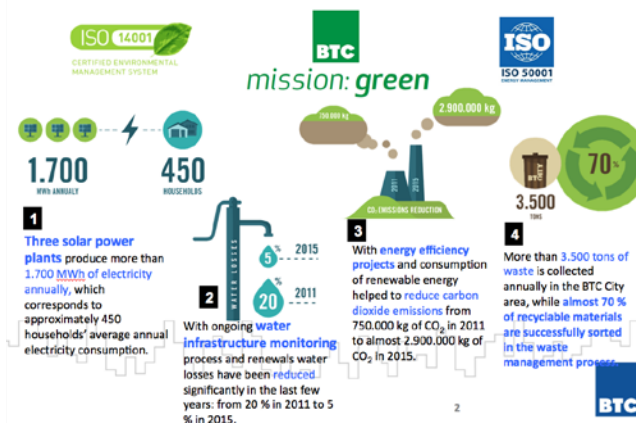 ISO 14001
CERTIFIED ENVIRONMENTAL
MANAGEMENT SYSTEM
BTC
mission: green
ISO
ISO 50001
ENERGY MANAGEMENT
1.700
MWh ANNUALY
450
HOUSEHOLDS
1
Three solar power
plants produce more than
1.700 MWh of electricity
annually, which
corresponds to
approximately 450
households' average annual
electricity consumption.
WATER LOSSES
5 %
2015
20 %
2011
2
With ongoing water
infrastructure monitoring
process and renewals water
losses have been reduced
significantly in the last few
years: from 20 % in 2011 to 5
% in 2015.
750.000 kg
2.900.000 kg
2011
2015
CO₂ EMISSIONS REDUCTION
3
With energy efficiency
projects and consumption
of renewable energy
helped to reduce carbon
dioxide emissions from
750.000 kg of CO₂ in 2011
to almost 2.900.000 kg of
CO₂ in 2015.
70%
3.500
TONS
4
More than 3.500 tons of
waste is collected
annually in the BTC City
area, while almost 70 %
of recyclable materials
are successfully sorted
in the waste
management process.
2
BTC